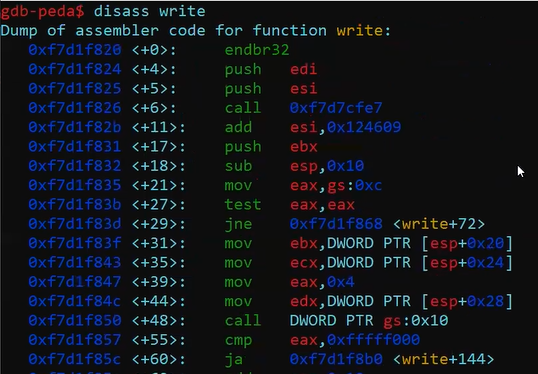 gdb-peda$ disass write
Dump of assembler code for function write:
0xf7d1f820 <+0>: endbr32
0xf7d1f824 <+4>: push edi
0xf7d1f825 <+5>: push esi
0xf7d1f826 <+6>: call 0xf7d7cfe7
0xf7d1f82b <+11>: add esi,0x124609
0xf7d1f831 <+17>: push ebx
0xf7d1f832 <+18>: sub esp,0x10
0xf7d1f835 <+21>: mov eax,gs:0xc
0xf7d1f83b <+27>: test eax,eax
0xf7d1f83d <+29>: jne 0xf7d1f868 <write+72>
0xf7d1f83f <+31>: mov ebx,DWORD PTR [esp+0x20]
0xf7d1f843 <+35>: mov ecx,DWORD PTR [esp+0x24]
0xf7d1f847 <+39>: mov eax,0x4
0xf7d1f84c <+44>: mov edx,DWORD PTR [esp+0x28]
0xf7d1f850 <+48>: call DWORD PTR gs:0x10
0xf7d1f857 <+55>: cmp eax,0xfffff000
0xf7d1f85c <+60>: ja 0xf7d1f8b0 <write+144>